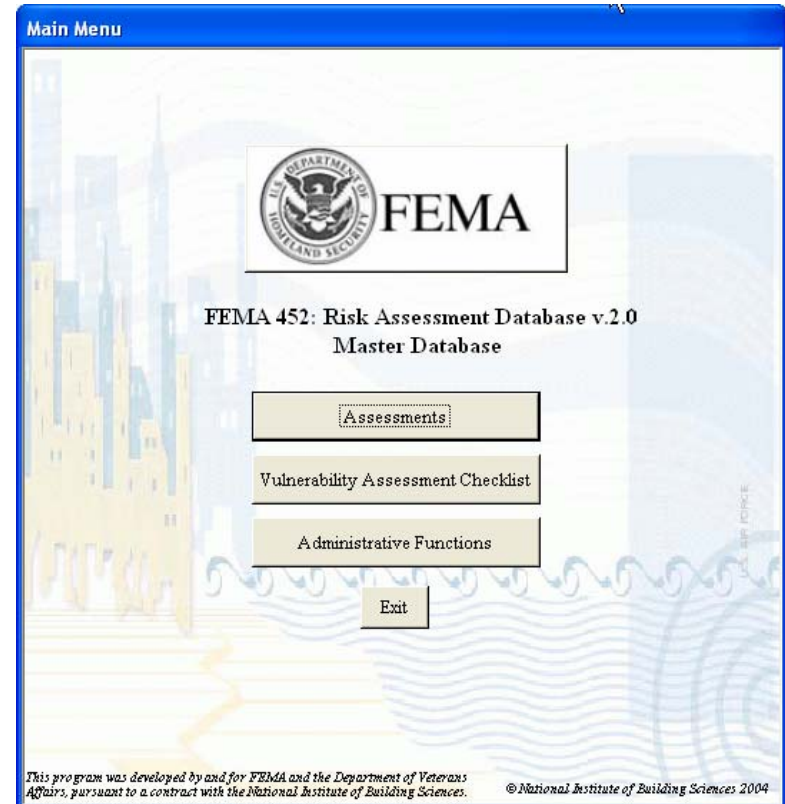 Main Menu
U.S. DEPARTMENT OF
HOMELAND SECURITY
FEMA
FEMA 452: Risk Assessment Database v.2.0
Master Database
Assessments
Vulnerability Assessment Checklist
Administrative Functions
U.S. AIR FORCE
Exit
This program was developed by and for FEMA and the Department of Veterans
Affairs, pursuant to a contract with the National Institute of Building Sciences.
© National Institute of Building Sciences 2004